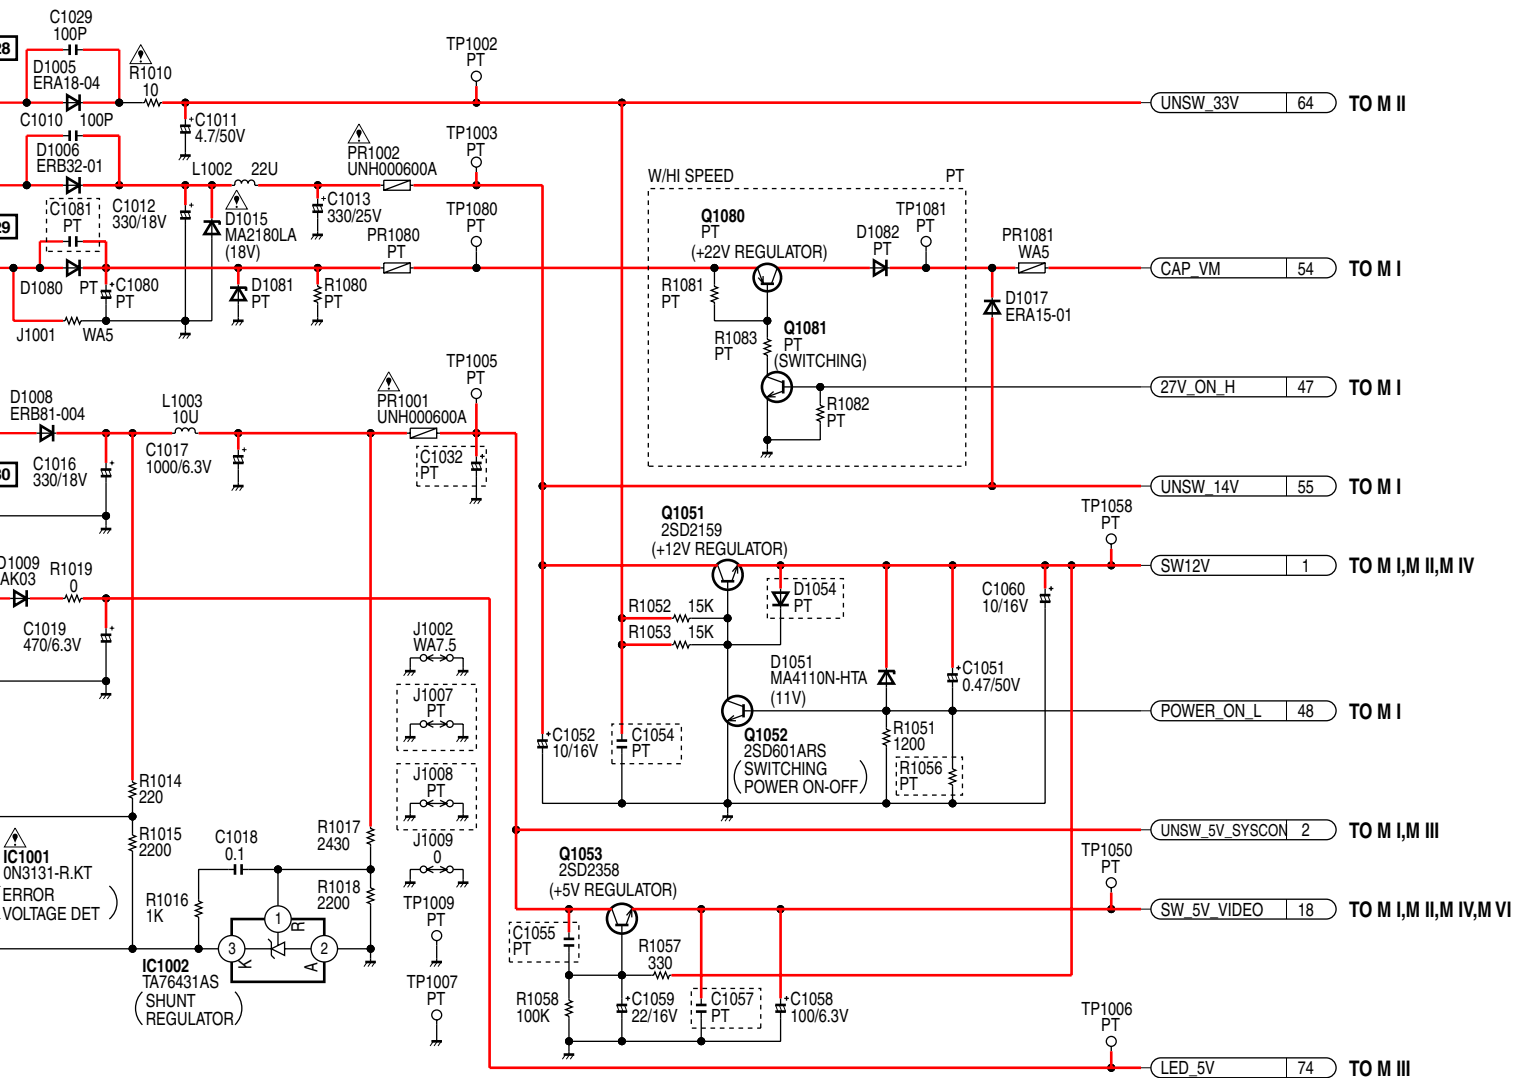 C1029
100P
28
D1005
ERA18-04
R1010
10
TP1002
PT
UNSW_33V 64 TO M II
C1010 100P
C1011
4.7/50V
D1006
ERB32-01
L1002 22U
PR1002
UNH000600A
TP1003
PT
W/HI SPEED PT
C1081
PT
C1012
330/18V
D1015
MA2180LA
(18V)
C1013
330/25V
TP1080
PT
29
PR1080
PT
Q1080
PT
(+22V REGULATOR)
D1082
PT
TP1081
PT
PR1081
WA5
CAP_VM 54 TO M I
D1080 PT
C1080
PT
D1081
PT
R1080
PT
R1081
PT
D1017
ERA15-01
J1001 WA5
R1083
PT
Q1081
PT
(SWITCHING)
TP1005
PT
27V_ON_H 47 TO M I
D1008
ERB81-004
L1003
10U
PR1001
UNH000600A
R1082
PT
C1016
330/18V
C1017
1000/6.3V
C1032
PT
30
UNSW_14V 55 TO M I
Q1051
2SD2159
(+12V REGULATOR)
TP1058
PT
D1009
AK03
R1019
0
SW12V 1 TO M I,M II,M IV
D1054
PT
C1060
10/16V
R1052 15K
R1053 15K
C1019
470/6.3V
J1002
WA7.5
D1051
MA4110N-HTA
(11V)
C1051
0.47/50V
J1007
PT
POWER_ON_L 48 TO M I
C1052
10/16V
C1054
PT
Q1052
2SD601ARS
SWITCHING
POWER ON-OFF
R1051
1200
R1056
PT
R1014
220
J1008
PT
R1015
2200
C1018
0.1
R1017
2430
J1009
0
UNSW_5V_SYSCON 2 TO M I,M III
IC1001
0N3131-R.KT
ERROR
VOLTAGE DET
Q1053
2SD2358
(+5V REGULATOR)
TP1050
PT
R1016
1K
R1018
2200
TP1009
PT
SW_5V_VIDEO 18 TO M I,M II,M IV,M VI
1
R
3
K
2
A
C1055
PT
R1057
330
IC1002
TA76431AS
SHUNT
REGULATOR
TP1007
PT
R1058
100K
C1059
22/16V
C1057
PT
C1058
100/6.3V
TP1006
PT
LED_5V 74 TO M III